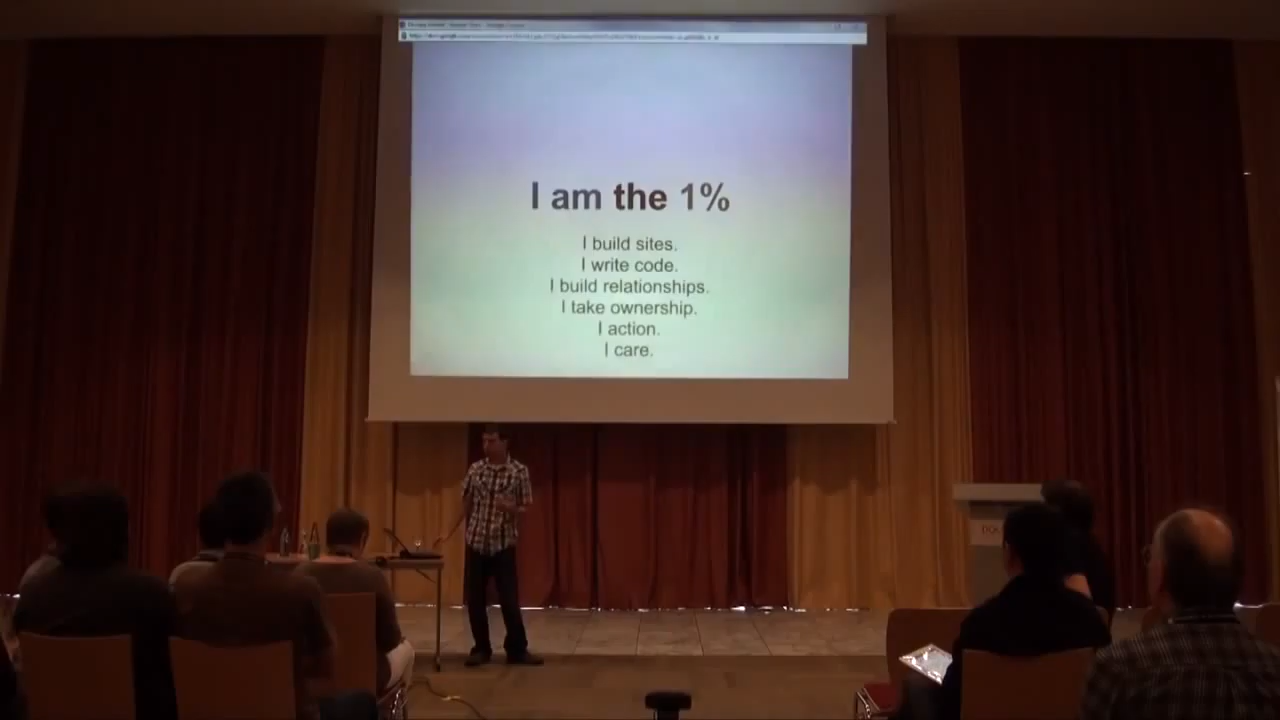 I am the 1%
I build sites.
I write code.
I build relationships.
I take ownership.
I action.
I care.